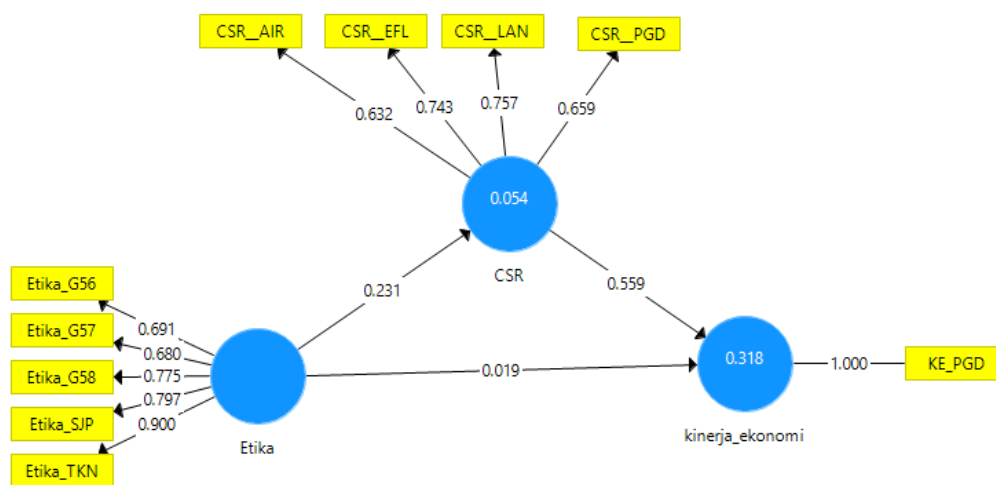 CSR__AIR
CSR__EFL
CSR__LAN
CSR__PGD
0.632
0.743
0.757
0.659
0.054
CSR
Etika_G56
Etika_G57
Etika_G58
Etika_SJP
Etika_TKN
0.691
0.680
0.775
0.797
0.900
Etika
0.231
0.559
0.019
0.318
kinerja_ekonomi
1.000
KE_PGD